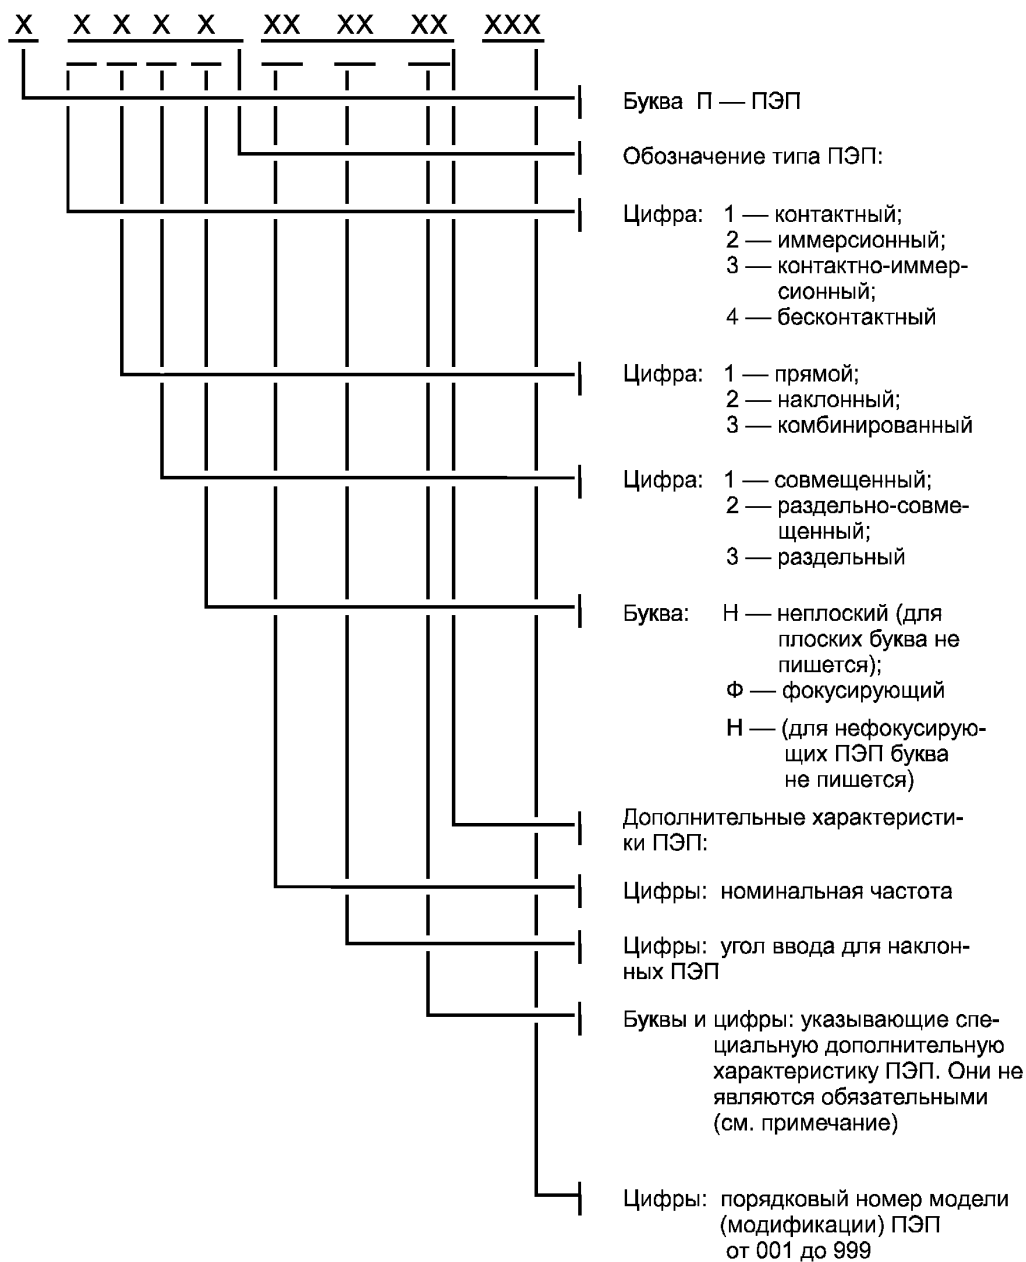 X X X X X XX XX XX XXX
Буква П — ПЭП
Обозначение типа ПЭП:
Цифра: 1 — контактный;
2 — иммерсионный;
3 — контактно-иммер-
сионный;
4 — бесконтактный
Цифра: 1 — прямой;
2 — наклонный;
3 — комбинированный
Цифра: 1 — совмещенный;
2 — раздельно-совме-
щенный;
3 — раздельный
Буква: Н — неплоский (для
плоских буква не
пишется);
Ф — фокусирующий
Н — (для нефокусирую-
щих ПЭП буква
не пишется)
Дополнительные характеристи-
ки ПЭП:
Цифры: номинальная частота
Цифры: угол ввода для наклон-
ных ПЭП
Буквы и цифры: указывающие спе-
циальную дополнительную
характеристику ПЭП. Они не
являются обязательными
(см. примечание)
Цифры: порядковый номер модели
(модификации) ПЭП
от 001 до 999